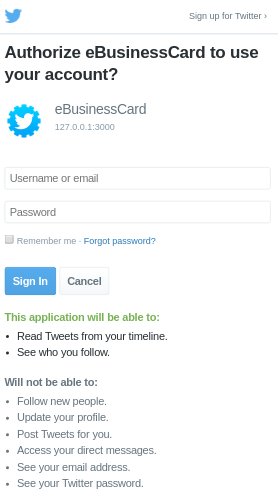 Sign up for Twitter ›
Authorize eBusinessCard to use
your account?
eBusinessCard
127.0.0.1:3000
Username or email
Password
Remember me · Forgot password?
Sign In
Cancel
This application will be able to:
• Read Tweets from your timeline.
• See who you follow.
Will not be able to:
• Follow new people.
• Update your profile.
• Post Tweets for you.
• Access your direct messages.
• See your email address.
• See your Twitter password.